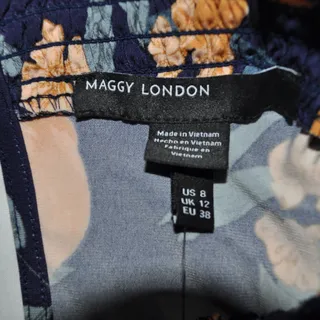 MAGGY LONDON
Made in Vietnam
Hecho en Vietnam
Fabriqué en
Vietnam
US 8
UK 12
EU 38